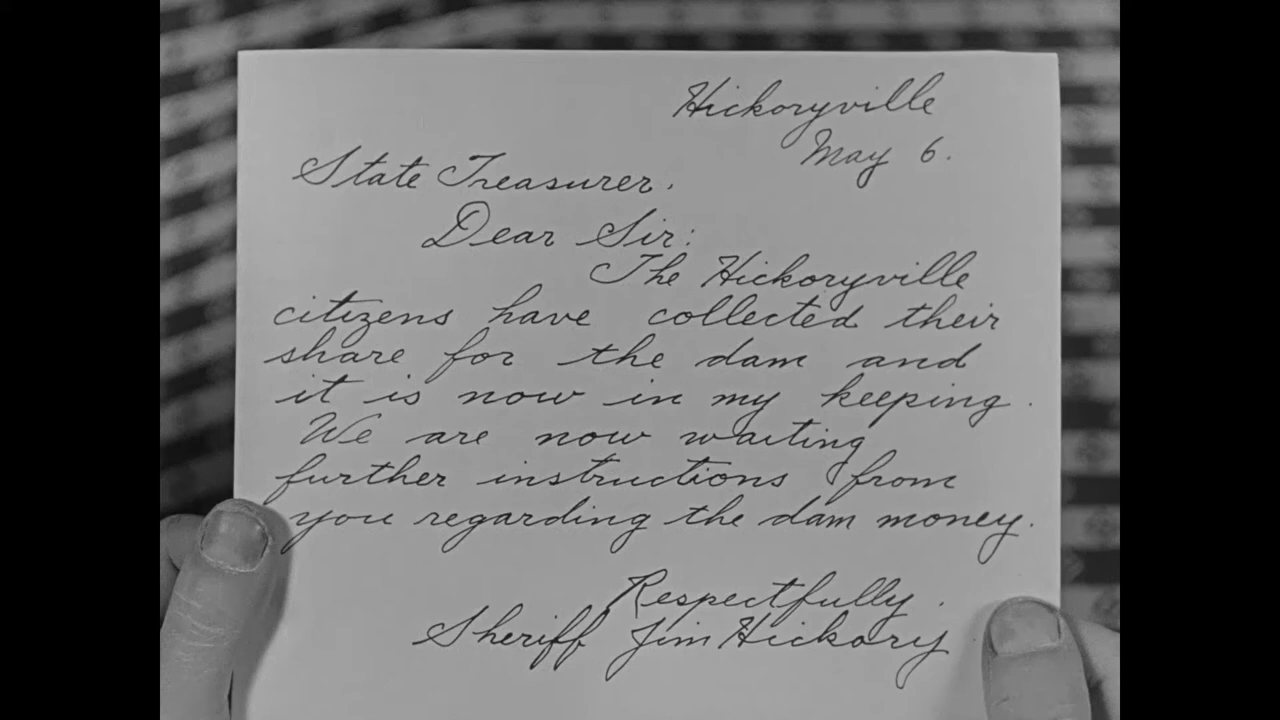 Hickoryville
May 6.
State Treasurer.
Dear Sir:
The Hickoryville
citizens have collected their
share for the dam and
it is now in my keeping.
We are now waiting
further instructions from
you regarding the dam money.
Respectfully.
Sheriff Jim Hickory